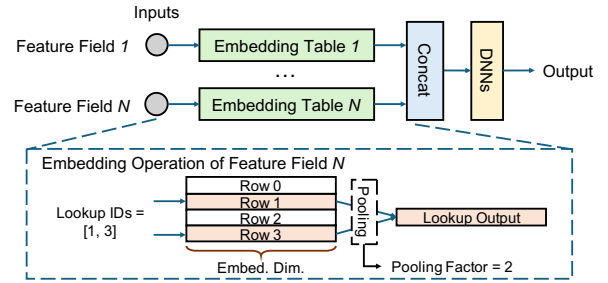 Inputs
Feature Field 1
Embedding Table 1
...
Feature Field N
Embedding Table N
Concat
DNNs
Output
Embedding Operation of Feature Field N
Lookup IDs =
[1, 3]
Row 0
Row 1
Row 2
Row 3
Embed. Dim.
Pooling
Lookup Output
Pooling Factor = 2